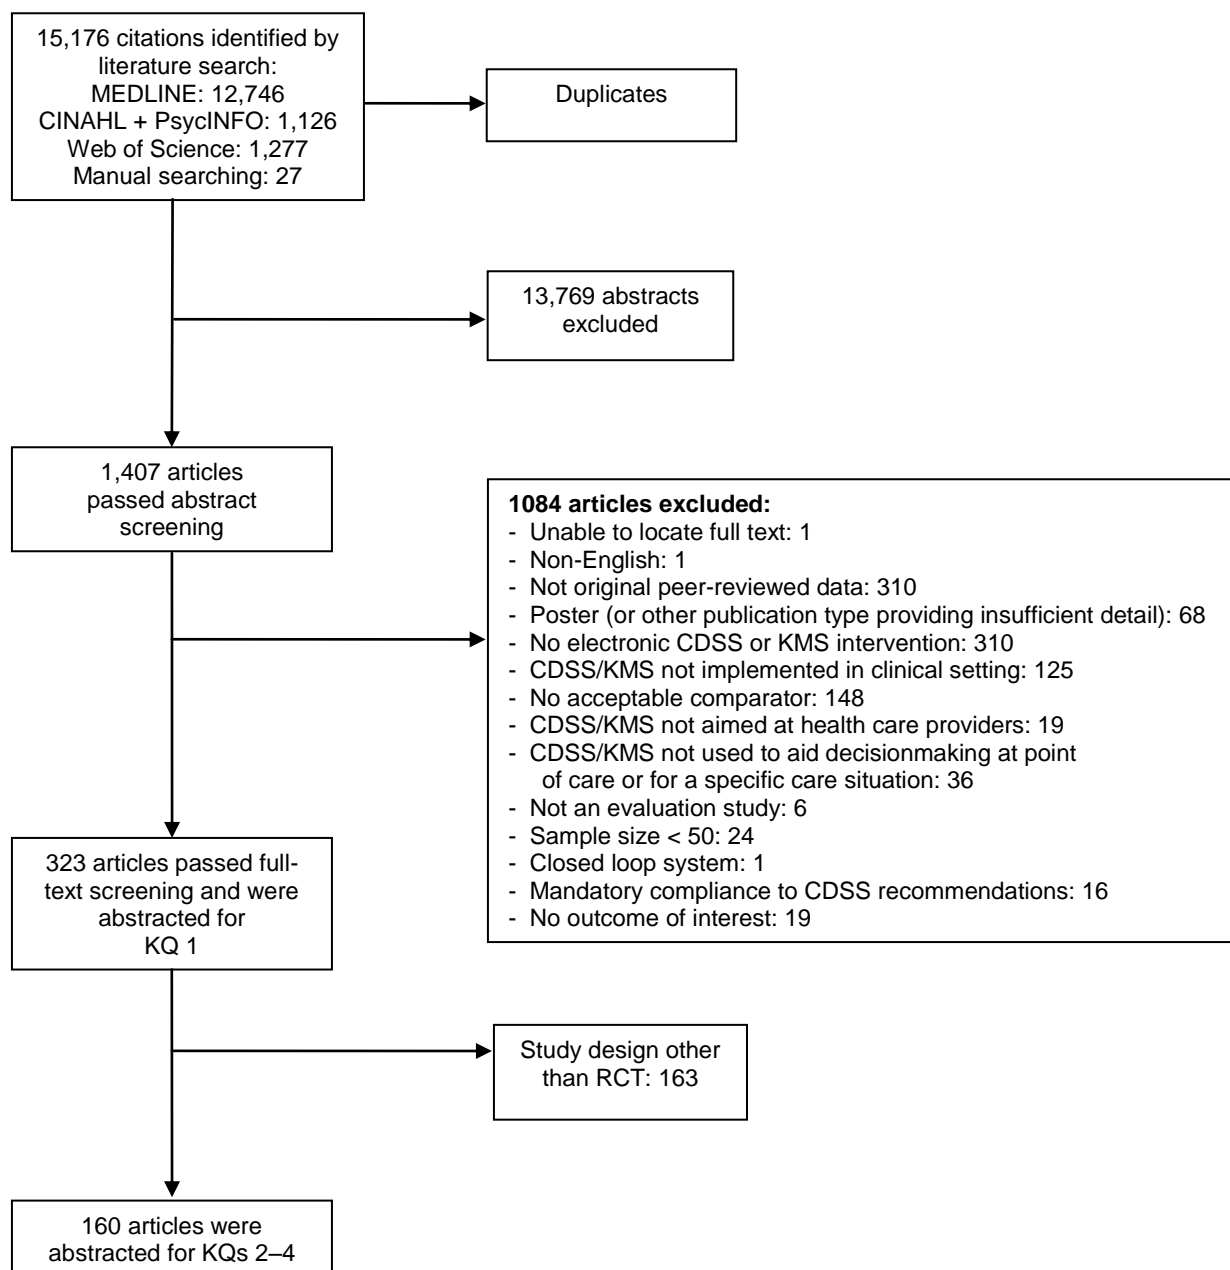 15,176 citations identified by
literature search:
MEDLINE: 12,746
CINAHL + PsycINFO: 1,126
Web of Science: 1,277
Manual searching: 27
Duplicates
13,769 abstracts
excluded
1,407 articles
passed abstract
screening
1084 articles excluded:
- Unable to locate full text: 1
- Non-English: 1
- Not original peer-reviewed data: 310
- Poster (or other publication type providing insufficient detail): 68
- No electronic CDSS or KMS intervention: 310
- CDSS/KMS not implemented in clinical setting: 125
- No acceptable comparator: 148
- CDSS/KMS not aimed at health care providers: 19
- CDSS/KMS not used to aid decisionmaking at point
of care or for a specific care situation: 36
- Not an evaluation study: 6
- Sample size < 50: 24
- Closed loop system: 1
- Mandatory compliance to CDSS recommendations: 16
- No outcome of interest: 19
323 articles passed full-
text screening and were
abstracted for
KQ 1
Study design other
than RCT: 163
160 articles were
abstracted for KQs 2–4